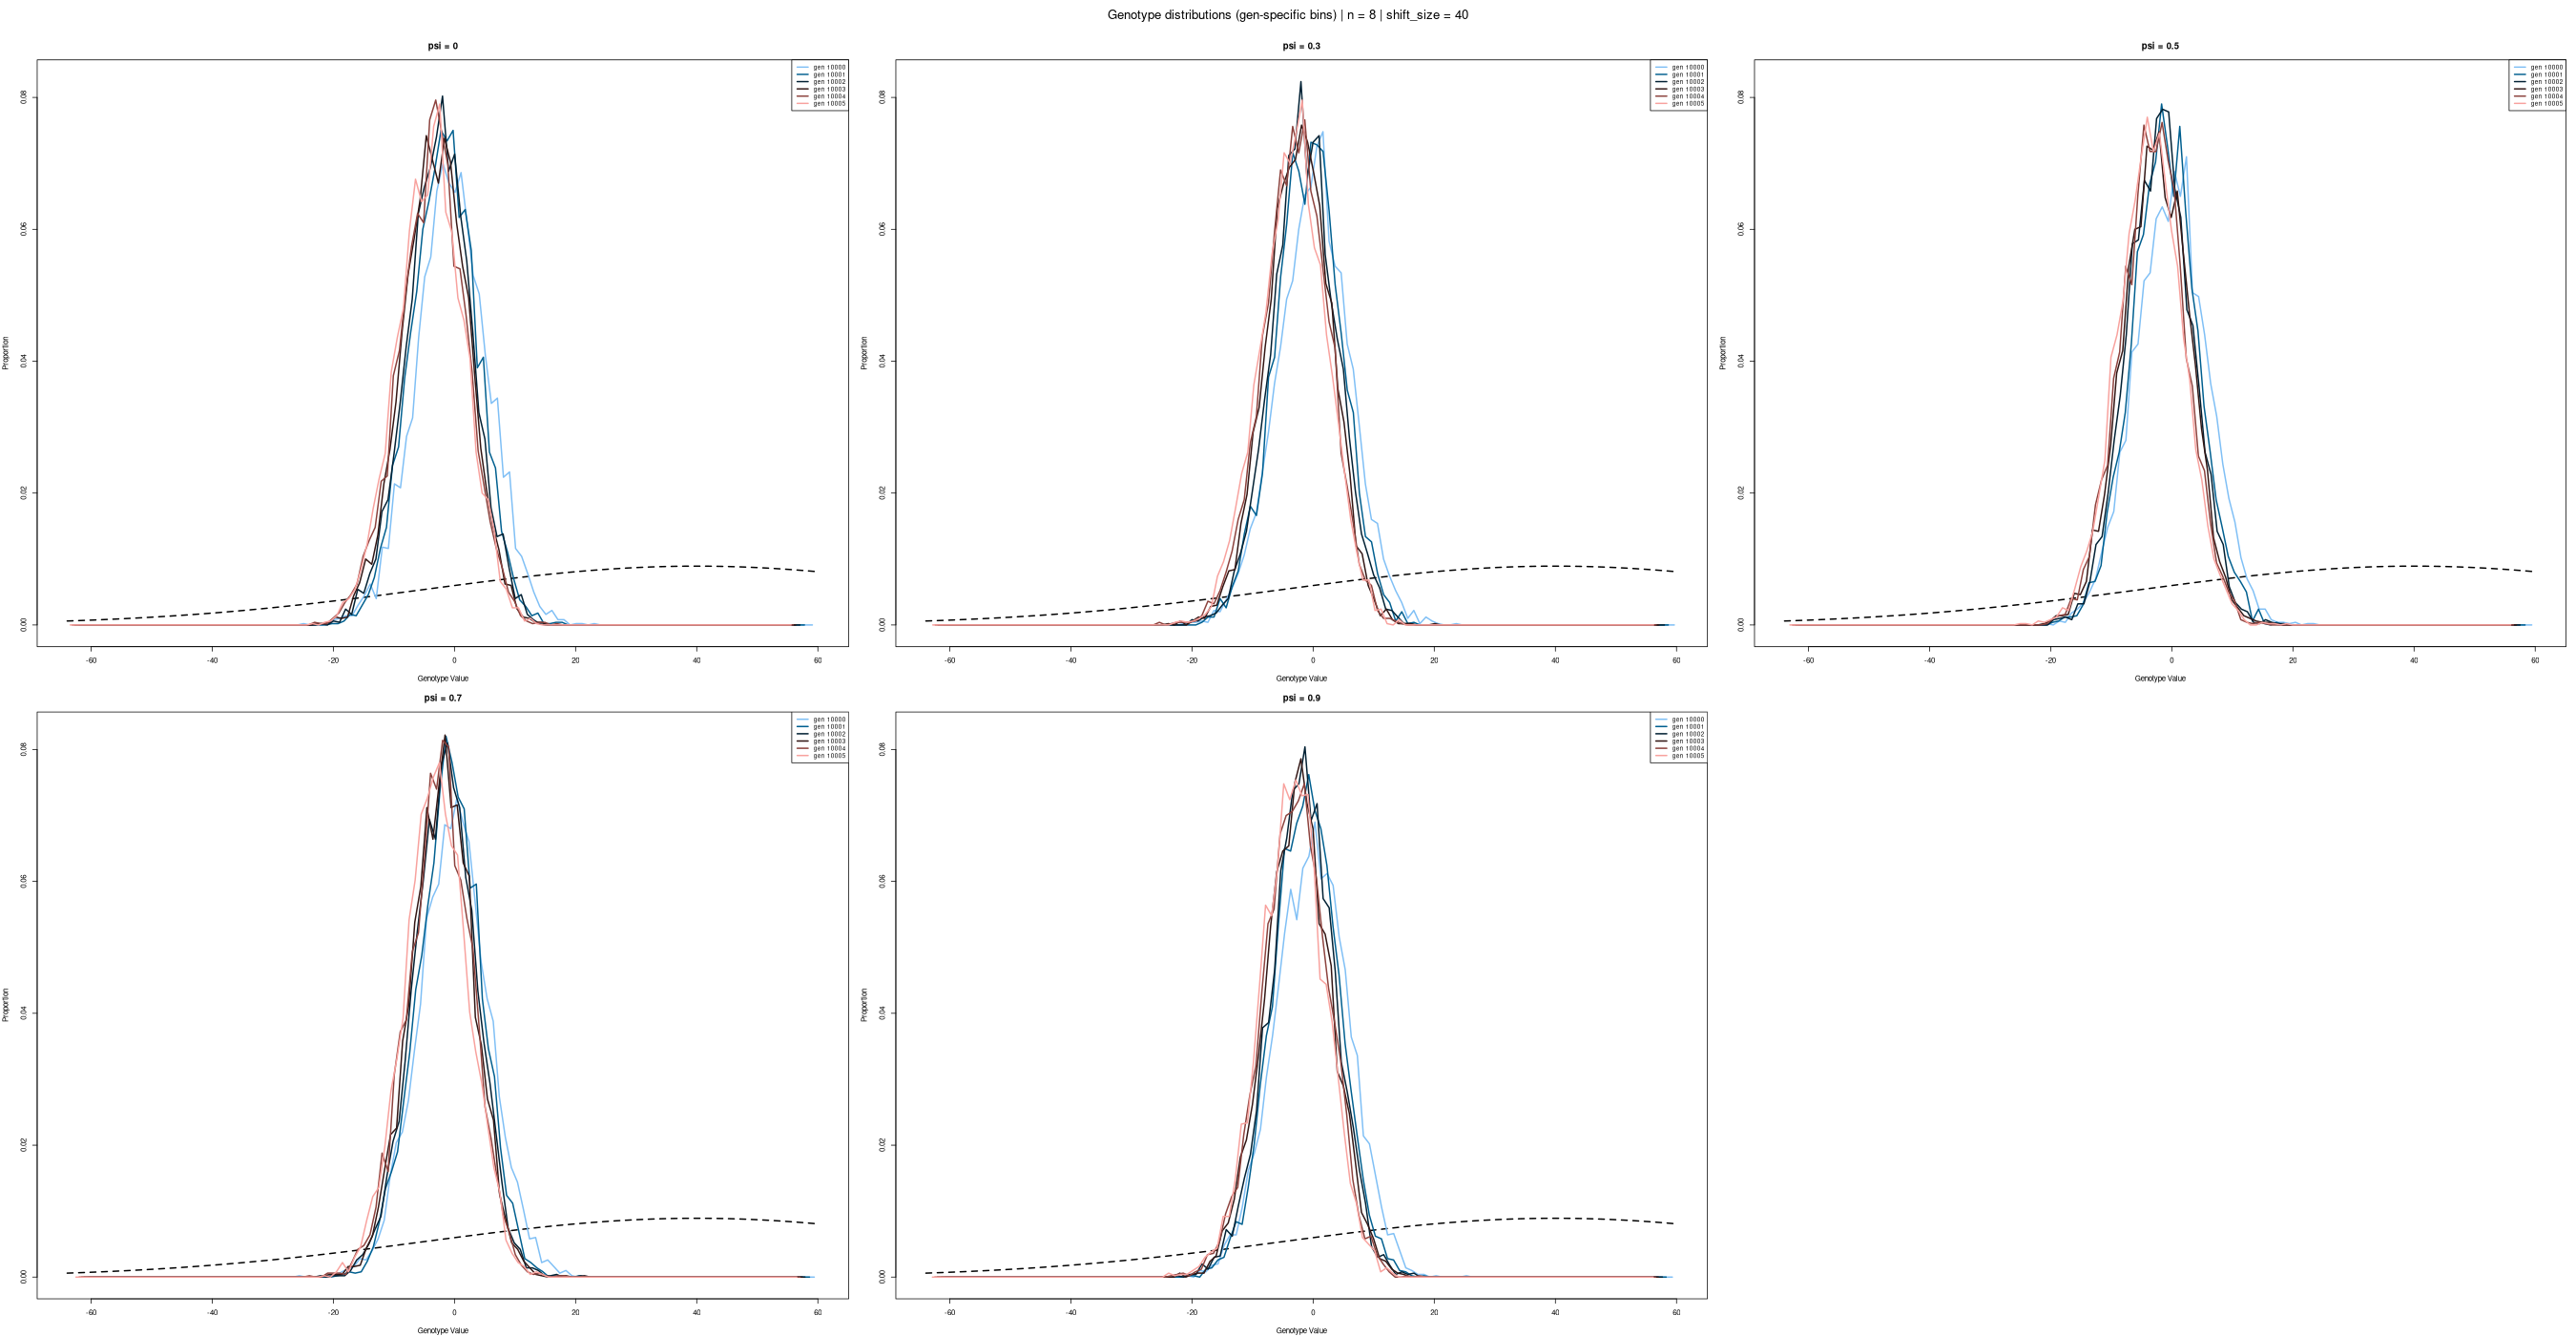 Genotype distributions (gen-specific bins) | n = 8 | shift_size = 40
psi = 0
gen 10000
gen 10001
gen 10002
gen 10003
gen 10004
gen 10005
Proportion
0.08
0.06
0.04
0.02
0.00
-60 -40 -20 0 20 40 60
Genotype Value
psi = 0.3
gen 10000
gen 10001
gen 10002
gen 10003
gen 10004
gen 10005
Proportion
0.08
0.06
0.04
0.02
0.00
-60 -40 -20 0 20 40 60
Genotype Value
psi = 0.5
gen 10000
gen 10001
gen 10002
gen 10003
gen 10004
gen 10005
Proportion
0.08
0.06
0.04
0.02
0.00
-60 -40 -20 0 20 40 60
Genotype Value
psi = 0.7
gen 10000
gen 10001
gen 10002
gen 10003
gen 10004
gen 10005
Proportion
0.08
0.06
0.04
0.02
0.00
-60 -40 -20 0 20 40 60
Genotype Value
psi = 0.9
gen 10000
gen 10001
gen 10002
gen 10003
gen 10004
gen 10005
Proportion
0.08
0.06
0.04
0.02
0.00
-60 -40 -20 0 20 40 60
Genotype Value